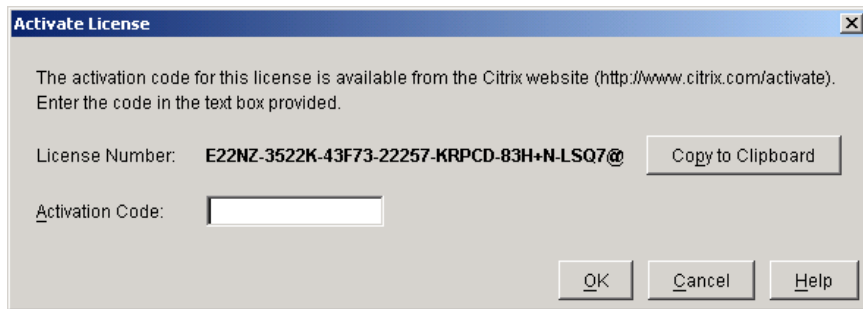 Activate License
The activation code for this license is available from the Citrix website (http://www.citrix.com/activate).
Enter the code in the text box provided.
License Number: E22NZ-3522K-43F73-22257-KRPCD-83H+N-LSQ7@ Copy to Clipboard
Activation Code:
OK Cancel Help